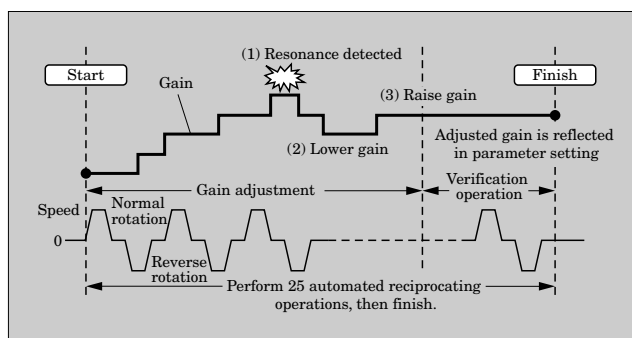 (1) Resonance detected
Start
Finish
Gain
(3) Raise gain
(2) Lower gain
Adjusted gain is reflected
in parameter setting
Gain adjustment
Verification
operation
Speed
Normal
rotation
0
Reverse
rotation
Perform 25 automated reciprocating
operations, then finish.